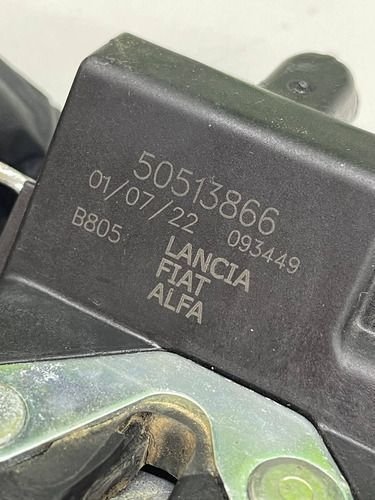 50513866
01/07/22 093449
B805
LANCIA
FIAT
ALFA